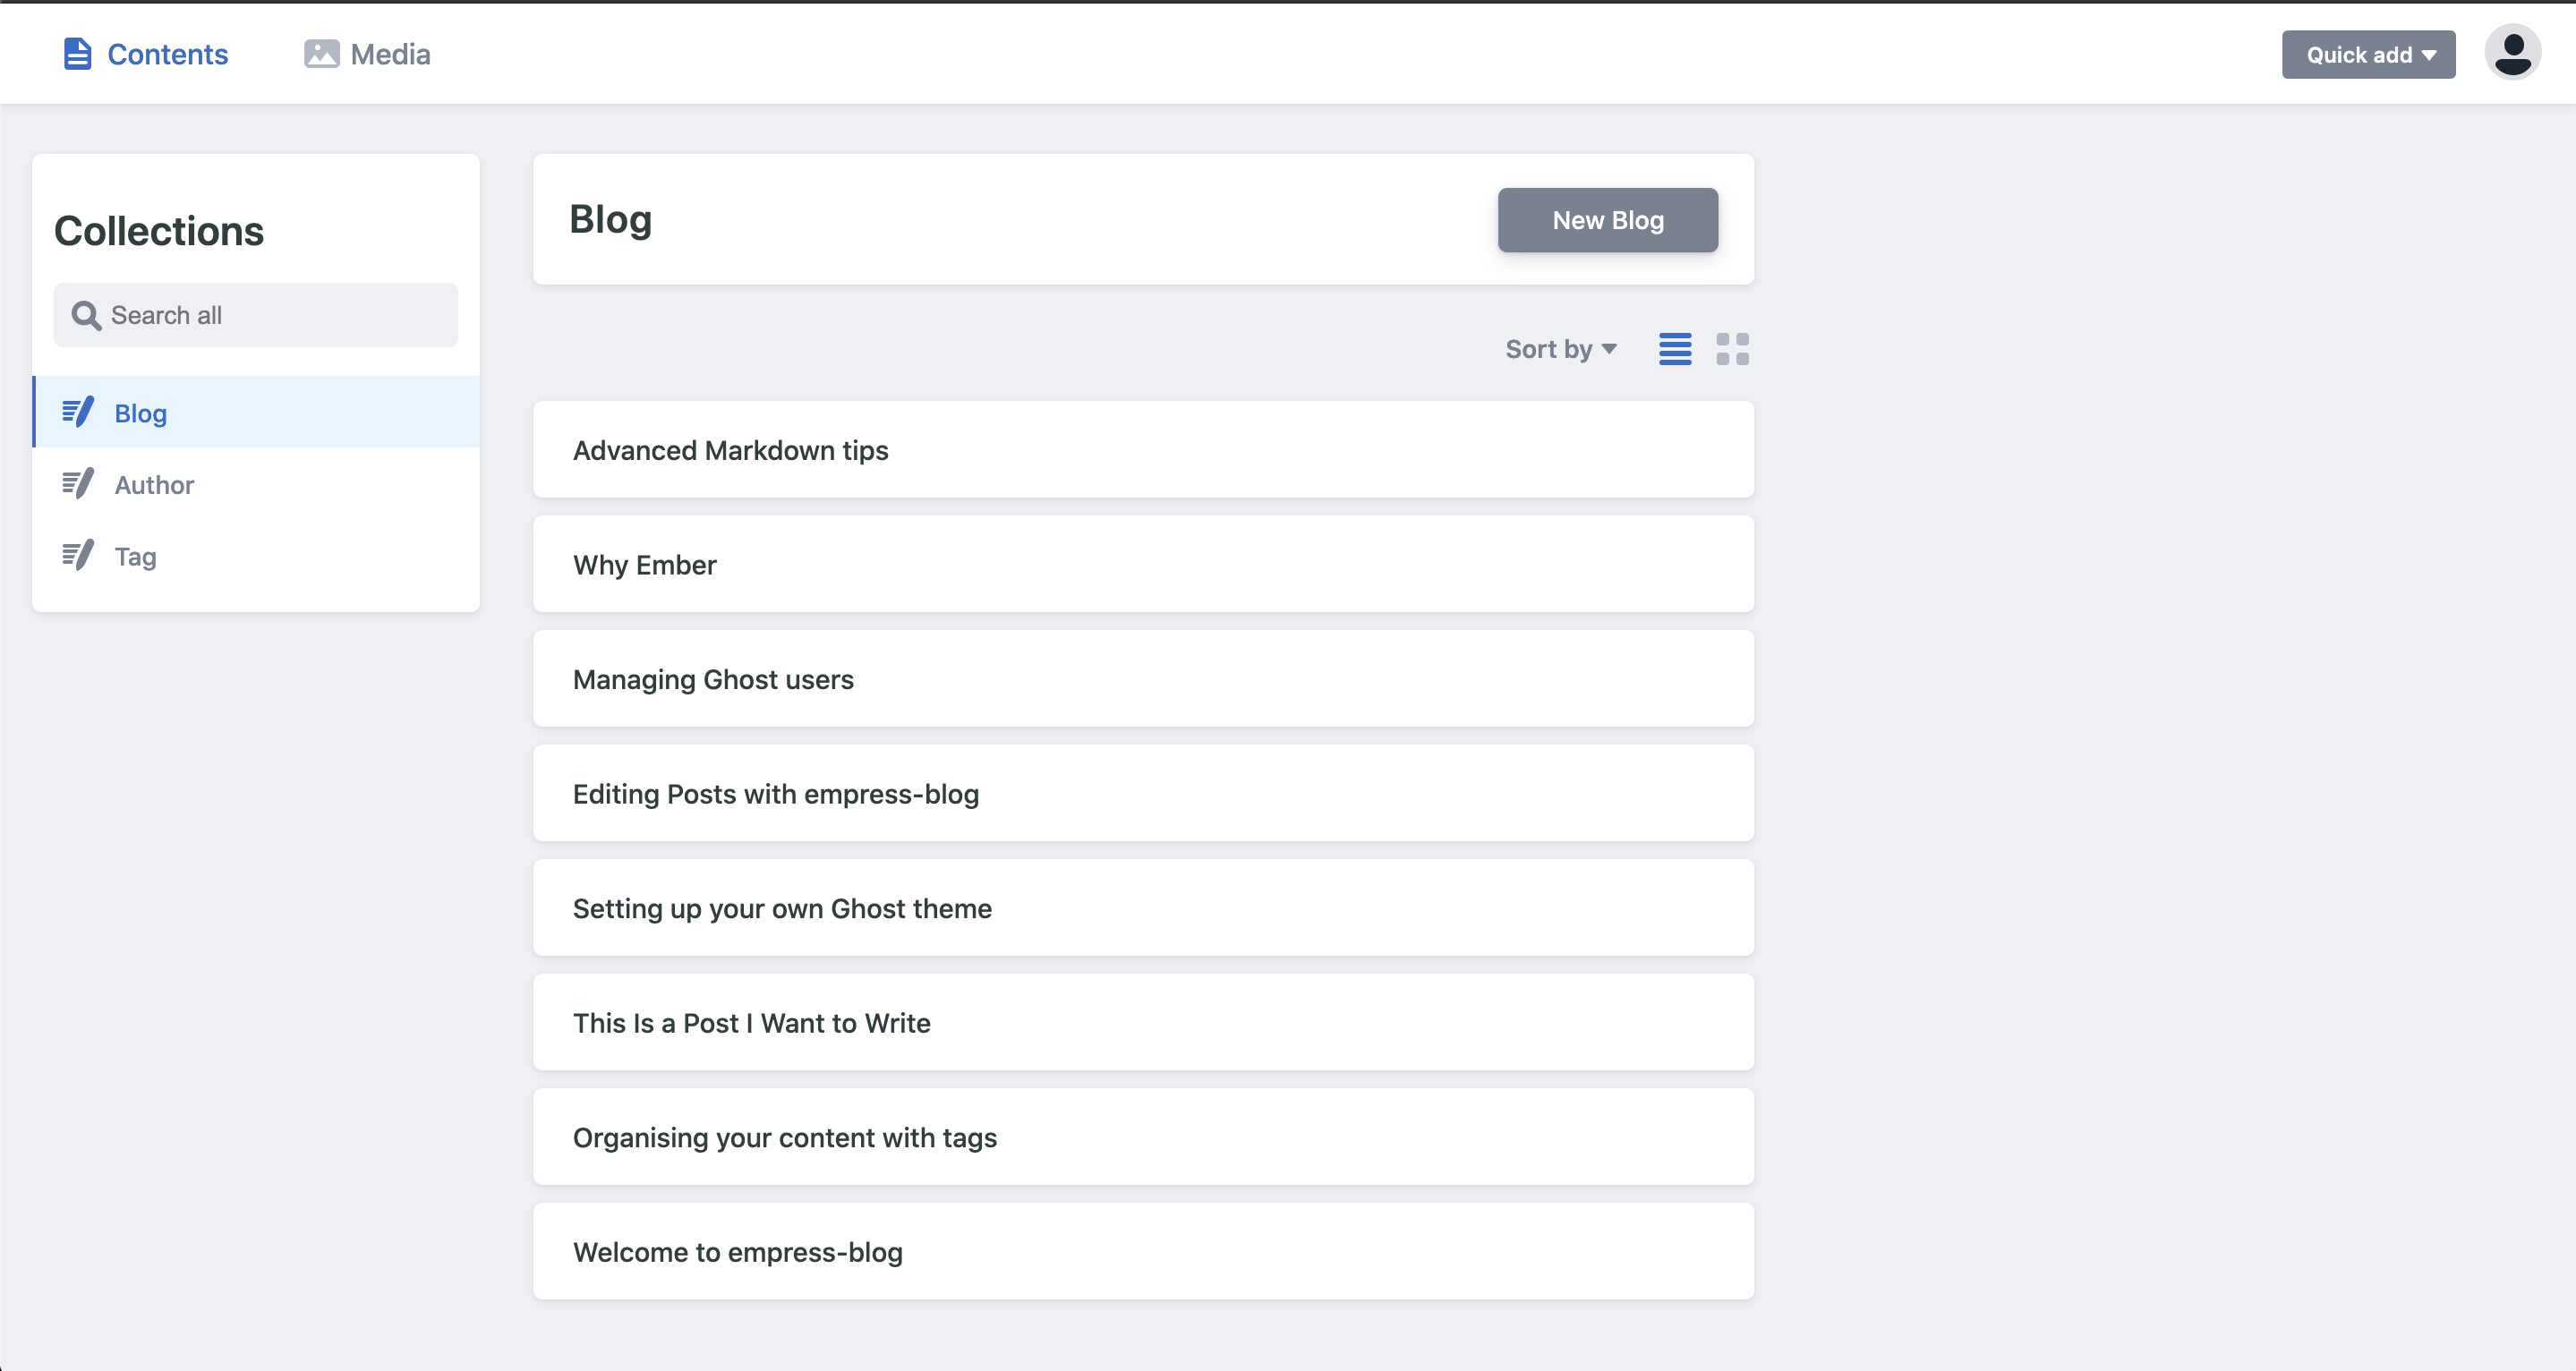 Contents
Media
Quick add
Collections
Search all
Blog
Author
Tag
Blog
New Blog
Sort by
Advanced Markdown tips
Why Ember
Managing Ghost users
Editing Posts with empress-blog
Setting up your own Ghost theme
This Is a Post I Want to Write
Organising your content with tags
Welcome to empress-blog